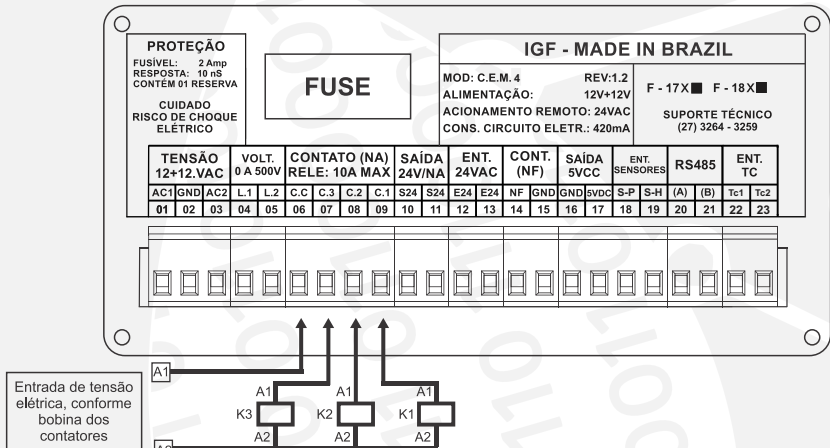 PROTEÇÃO
FUSÍVEL: 2 Amp
RESPOSTA: 10 nS
CONTÉM 01 RESERVA
CUIDADO
RISCO DE CHOQUE
ELÉTRICO
FUSE
IGF - MADE IN BRAZIL
MOD: C.E.M. 4 REV:1.2
ALIMENTAÇÃO: 12V+12V
ACIONAMENTO REMOTO: 24VAC
CONS. CIRCUITO ELETR.: 420mA
F - 17X■ F - 18X■
SUPORTE TÉCNICO
(27) 3264 - 3259
TENSÃO
12+12.VAC
VOLT.
0 A 500V
CONTATO (NA)
RELE: 10A MAX
SAÍDA
24V/NA
ENT.
24VAC
CONT.
(NF)
SAÍDA
5VCC
ENT.
SENSORES
RS485
ENT.
TC
AC1 GND AC2 L.1 L.2 C.C C.3 C.2 C.1 S24 S24 E24 E24 NF GND GND 5VDC S-P S-H (A) (B) Tc1 Tc2
01 02 03 04 05 06 07 08 09 10 11 12 13 14 15 16 17 18 19 20 21 22 23
A1
Entrada de tensão
elétrica, conforme
bobina dos
contatores
A1 A1 A1
K3 K2 K1
A2 A2 A2